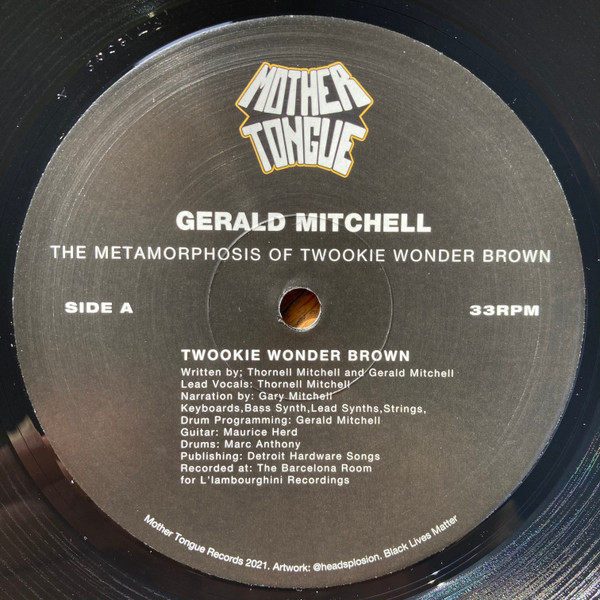 MOTHER
TONGUE
GERALD MITCHELL
THE METAMORPHOSIS OF TWOOKIE WONDER BROWN
SIDE A
33RPM
TWOOKIE WONDER BROWN
Written by; Thornell Mitchell and Gerald Mitchell
Lead Vocals: Thornell Mitchell
Narration by: Gary Mitchell
Keyboards,Bass Synth,Lead Synths,Strings,
Drum Programming: Gerald Mitchell
Guitar: Maurice Herd
Drums: Marc Anthony
Publishing: Detroit Hardware Songs
Recorded at: The Barcelona Room
for L'lambourghini Recordings
Mother Tongue Records 2021. Artwork: @headsplosion. Black Lives Matter